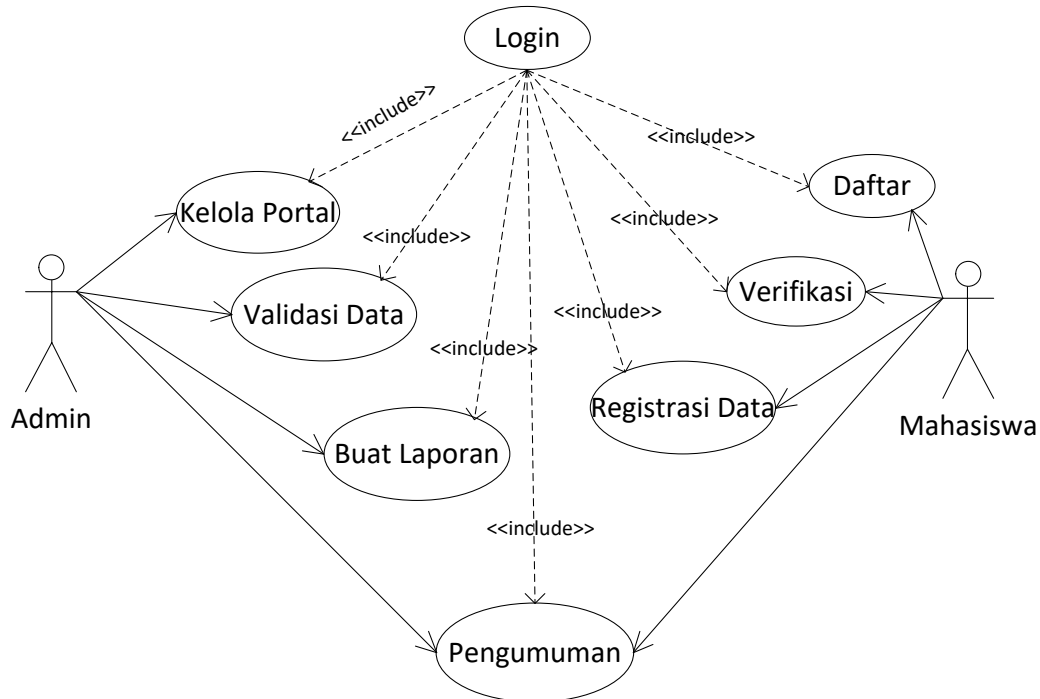 Login
<<include>>
<<include>>
Daftar
Kelola Portal
<<include>>
<<include>>
Verifikasi
Validasi Data
<<include>>
<<include>>
Admin
Registrasi Data
Mahasiswa
Buat Laporan
<<include>>
Pengumuman